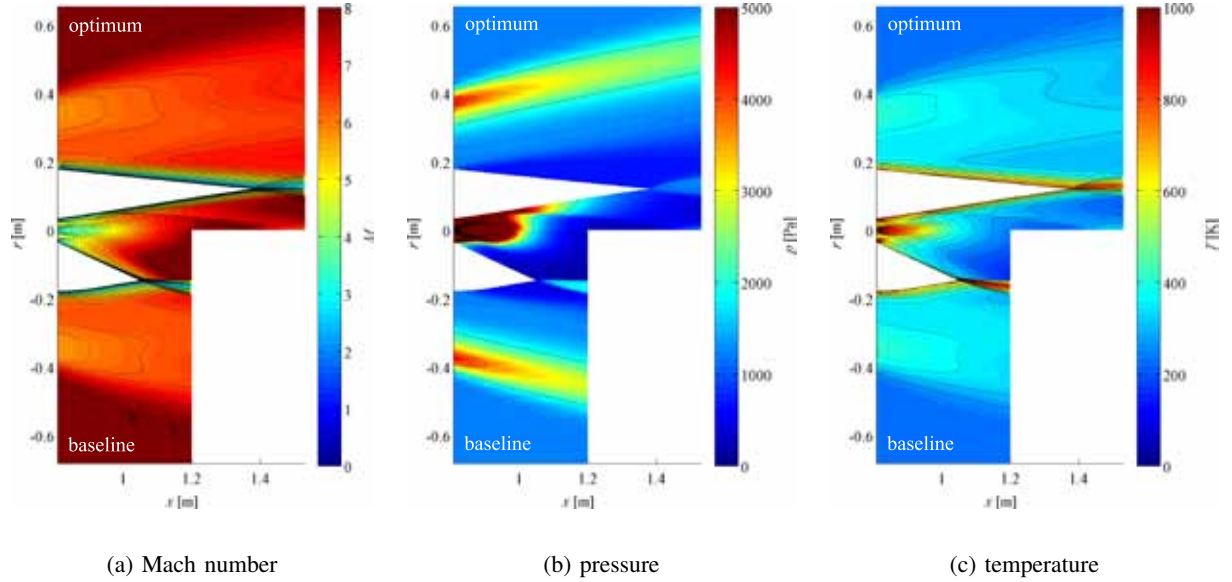 optimum
baseline
0.6
0.4
0.2
0
-0.2
-0.4
-0.6
r [m]
1
1.2
1.4
x [m]
8
7
6
5
4
3
2
1
0
M
optimum
baseline
0.6
0.4
0.2
0
-0.2
-0.4
-0.6
r [m]
1
1.2
1.4
x [m]
5000
4000
3000
2000
1000
0
p [Pa]
optimum
baseline
0.6
0.4
0.2
0
-0.2
-0.4
-0.6
r [m]
1
1.2
1.4
x [m]
1000
800
600
400
200
0
T [K]
(a) Mach number
(b) pressure
(c) temperature